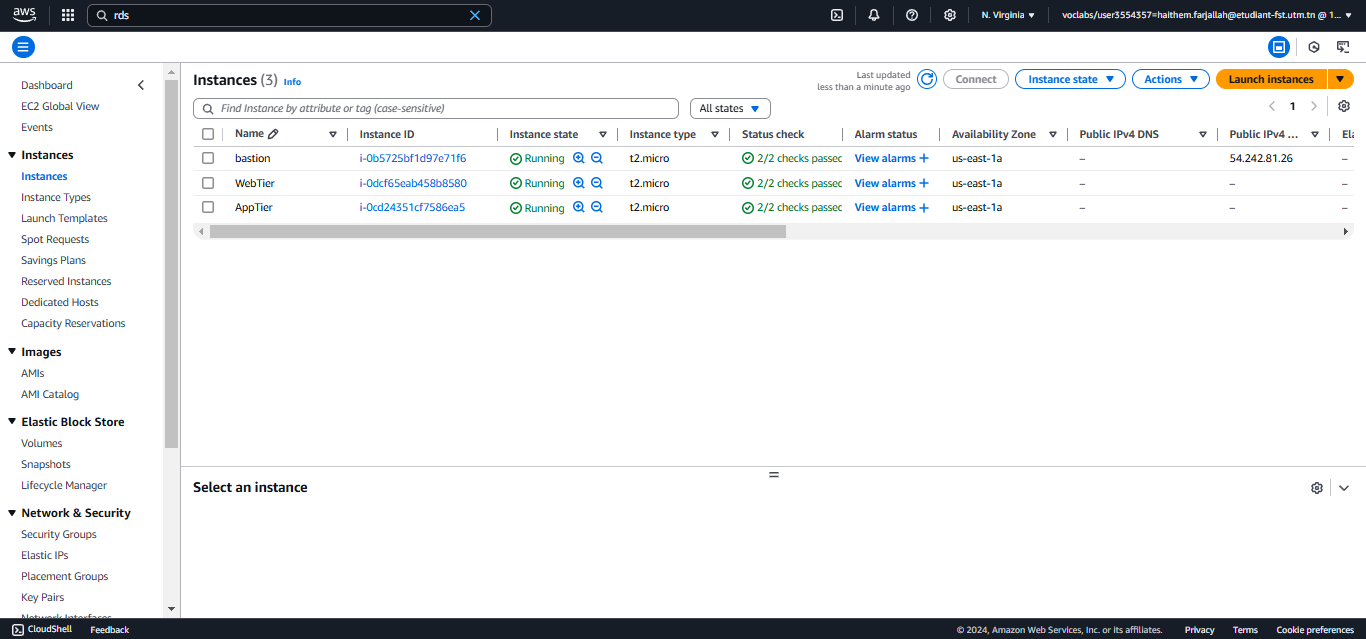 aws
rds
N. Virginia
voclabs/user3554357=haithem.farjallah@etudiant-fst.utm.tn @ 1...
Dashboard
EC2 Global View
Events
Instances
Instances
Instance Types
Launch Templates
Spot Requests
Savings Plans
Reserved Instances
Dedicated Hosts
Capacity Reservations
Images
AMIs
AMI Catalog
Elastic Block Store
Volumes
Snapshots
Lifecycle Manager
Network & Security
Security Groups
Elastic IPs
Placement Groups
Key Pairs
Network Interfaces
Instances (3) Info
Last updated
less than a minute ago
Connect
Instance state
Actions
Launch instances
Find Instance by attribute or tag (case-sensitive)
All states
1
Name Instance ID Instance state Instance type Status check Alarm status Availability Zone Public IPv4 DNS Public IPv4 ... Ela
bastion i-0b5725bf1d97e71f6 Running t2.micro 2/2 checks passed View alarms + us-east-1a – 54.242.81.26 –
WebTier i-0dcf65eab458b8580 Running t2.micro 2/2 checks passed View alarms + us-east-1a – – –
AppTier i-0cd24351cf7586ea5 Running t2.micro 2/2 checks passed View alarms + us-east-1a – – –
Select an instance
CloudShell Feedback
© 2024, Amazon Web Services, Inc. or its affiliates. Privacy Terms Cookie preferences